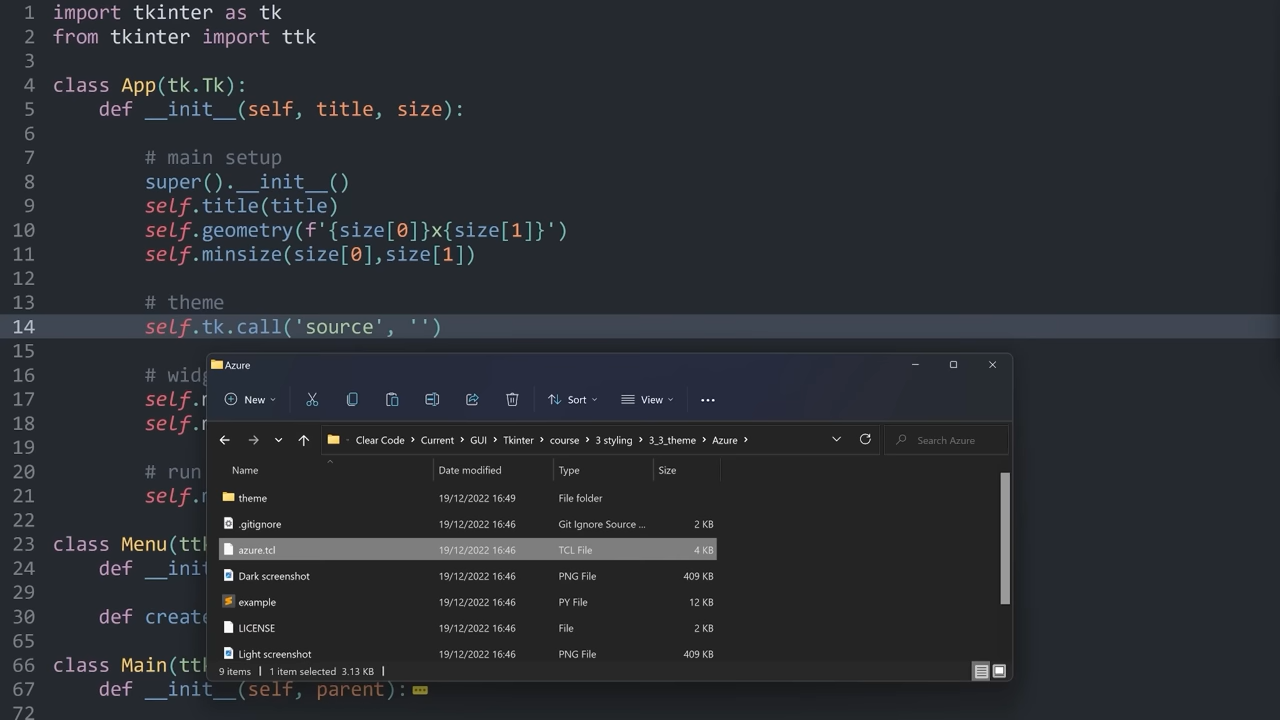 1 import tkinter as tk
2 from tkinter import ttk
3
4 class App(tk.Tk):
5 def __init__(self, title, size):
6
7 # main setup
8 super().__init__()
9 self.title(title)
10 self.geometry(f'{size[0]}x{size[1]}')
11 self.minsize(size[0],size[1])
12
13 # theme
14 self.tk.call('source', '')
15
16 # widg
17 self.
18 self.
19
20 # run
21 self.
22
23 class Menu(ttk
24 def __init
29
30 def create
65
66 class Main(ttk
67 def __init__(self, parent):
72
Azure
New Sort View
Clear Code > Current > GUI > Tkinter > course > 3 styling > 3_3_theme > Azure > Search Azure
Name Date modified Type Size
theme 19/12/2022 16:49 File folder
.gitignore 19/12/2022 16:46 Git Ignore Source ... 2 KB
azure.tcl 19/12/2022 16:46 TCL File 4 KB
Dark screenshot 19/12/2022 16:46 PNG File 409 KB
example 19/12/2022 16:46 PY File 12 KB
LICENSE 19/12/2022 16:46 File 2 KB
Light screenshot 19/12/2022 16:46 PNG File 409 KB
9 items | 1 item selected 3.13 KB |